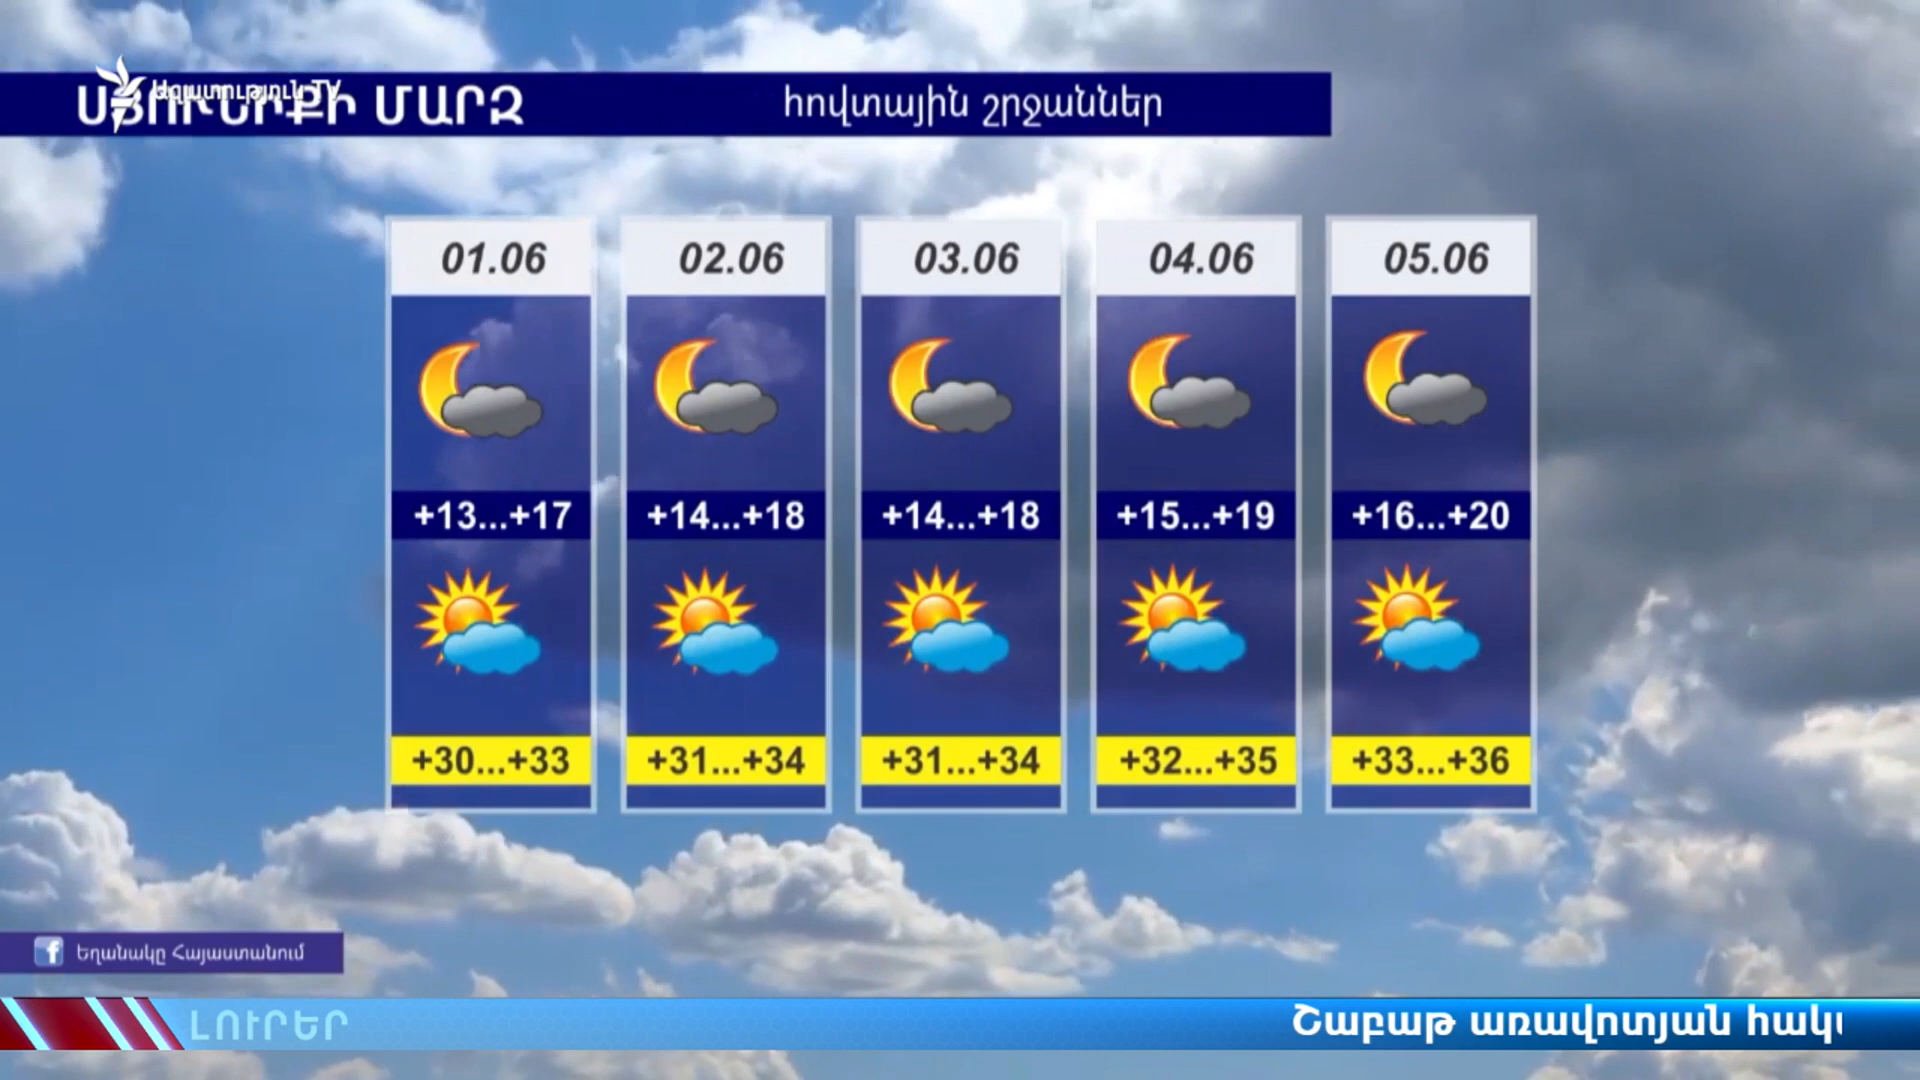 Ազատություն TV
ՍՅՈՒՆԻՔԻ ՄԱՐԶ
հովտային շրջաններ
01.06 02.06 03.06 04.06 05.06
+13...+17 +14...+18 +14...+18 +15...+19 +16...+20
+30...+33 +31...+34 +31...+34 +32...+35 +33...+36
Եղանակը Հայաստանում
ԼՈՒՐԵՐ
Շաբաթ առավոտյան